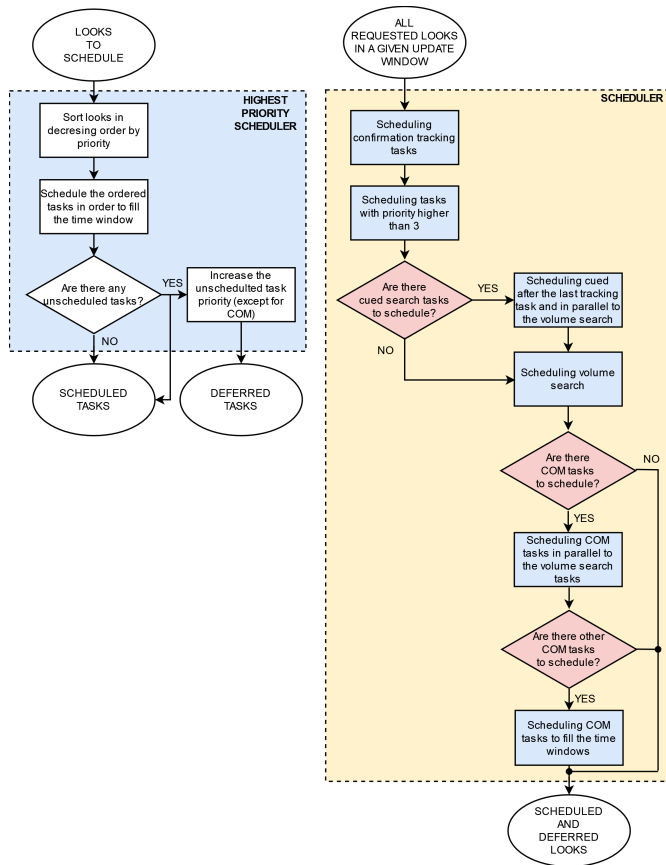 LOOKS
TO
SCHEDULE
HIGHEST
PRIORITY
SCHEDULER
Sort looks in
decresing order by
priority
Schedule the ordered
tasks in order to fill
the time window
Are there any
unscheduled tasks?
YES
Increase the
unschedulted task
priority (except for
COM)
NO
SCHEDULED
TASKS
DEFERRED
TASKS
ALL
REQUESTED LOOKS
IN A GIVEN UPDATE
WINDOW
SCHEDULER
Scheduling
confirmation tracking
tasks
Scheduling tasks
with priority higher
than 3
Are there
cued search tasks
to schedule?
YES
Scheduling cued
after the last tracking
task and in parallel to
the volume search
NO
Scheduling volume
search
Are there
COM tasks
to schedule?
NO
YES
Scheduling COM
tasks in parallel to
the volume search
tasks
Are there other
COM tasks
to schedule?
YES
Scheduling COM
tasks to fill the time
windows
SCHEDULED
AND
DEFERRED
LOOKS